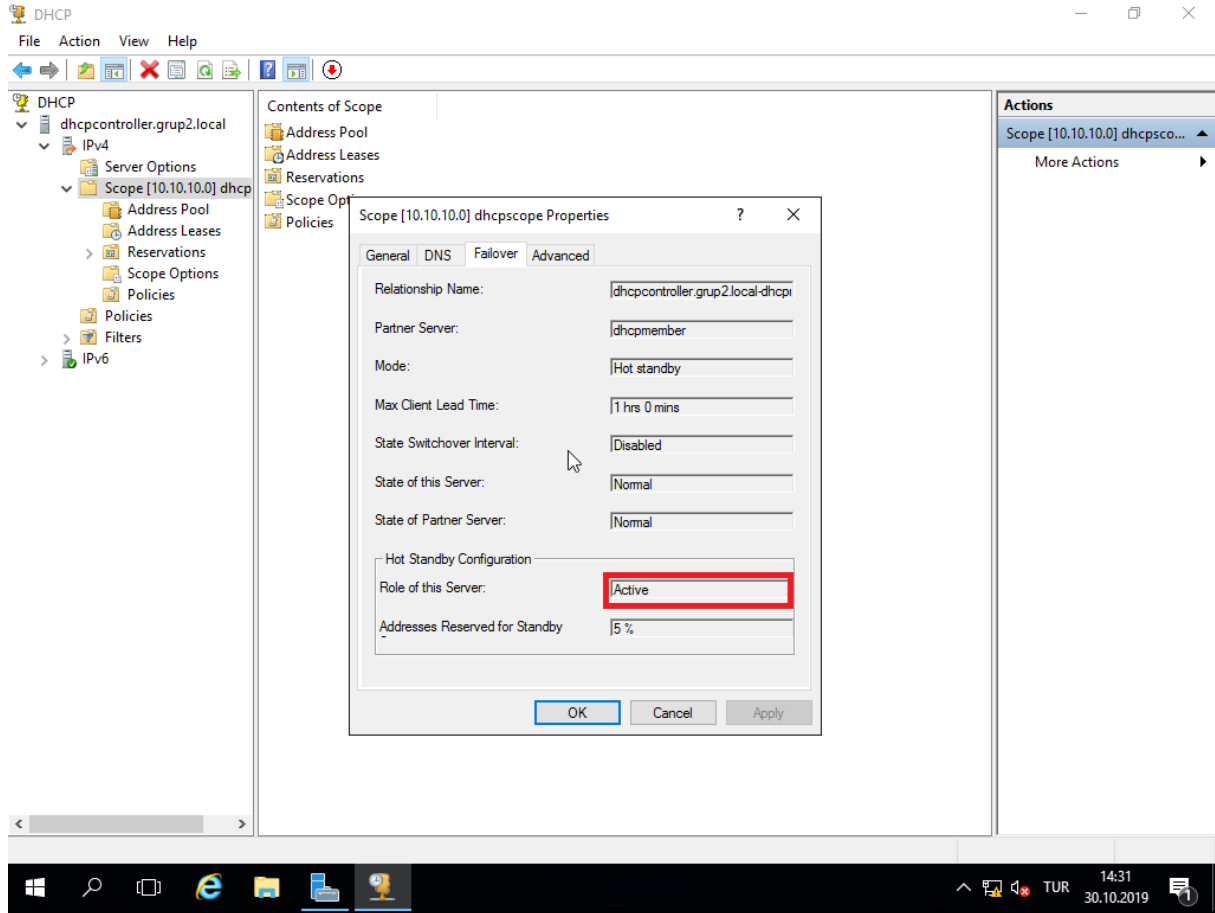 DHCP
File Action View Help
DHCP
dhcpcontroller.grup2.local
IPv4
Server Options
Scope [10.10.10.0] dhcp
Address Pool
Address Leases
Reservations
Scope Options
Policies
Policies
Filters
IPv6
Contents of Scope
Address Pool
Address Leases
Reservations
Scope Opti
Policies
Actions
Scope [10.10.10.0] dhcpsco...
More Actions
Scope [10.10.10.0] dhcpscope Properties
General DNS Failover Advanced
Relationship Name: dhcpcontroller.grup2.local-dhcpr
Partner Server: dhcpmember
Mode: Hot standby
Max Client Lead Time: 1 hrs 0 mins
State Switchover Interval: Disabled
State of this Server: Normal
State of Partner Server: Normal
Hot Standby Configuration
Role of this Server: Active
Addresses Reserved for Standby 5 %
OK Cancel Apply
TUR
14:31
30.10.2019
1